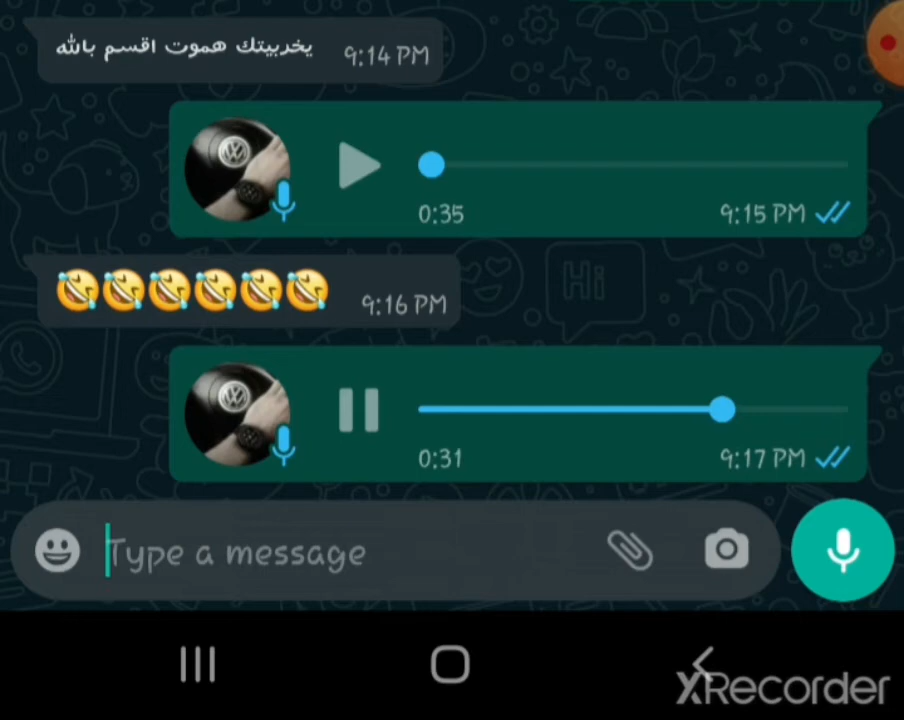 يخربيتك هموت اقسم بالله
9:14 PM
0:35
9:15 PM
🤣🤣🤣🤣🤣🤣
9:16 PM
Hi
0:31
9:17 PM
Type a message
XRecorder